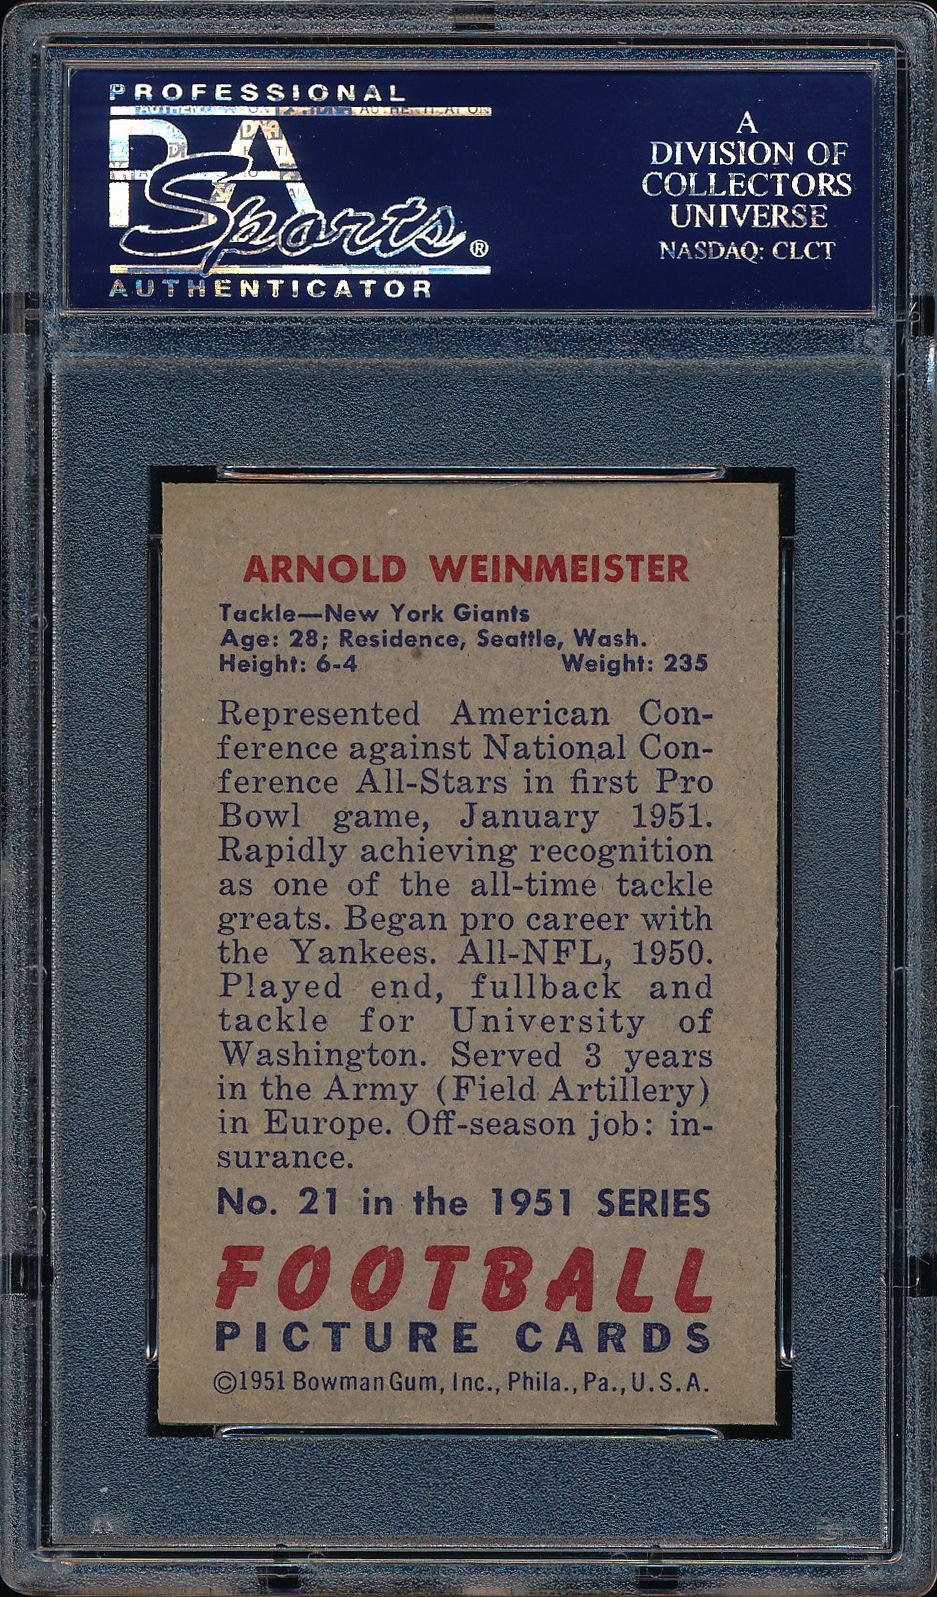 PROFESSIONAL
PSA
Sports®
AUTHENTICATOR
A
DIVISION OF
COLLECTORS
UNIVERSE
NASDAQ: CLCT
ARNOLD WEINMEISTER
Tackle—New York Giants
Age: 28; Residence, Seattle, Wash.
Height: 6-4 Weight: 235
Represented American Con-
ference against National Con-
ference All-Stars in first Pro
Bowl game, January 1951.
Rapidly achieving recognition
as one of the all-time tackle
greats. Began pro career with
the Yankees. All-NFL, 1950.
Played end, fullback and
tackle for University of
Washington. Served 3 years
in the Army (Field Artillery)
in Europe. Off-season job: in-
surance.
No. 21 in the 1951 SERIES
FOOTBALL
PICTURE CARDS
©1951 Bowman Gum, Inc., Phila., Pa., U.S.A.